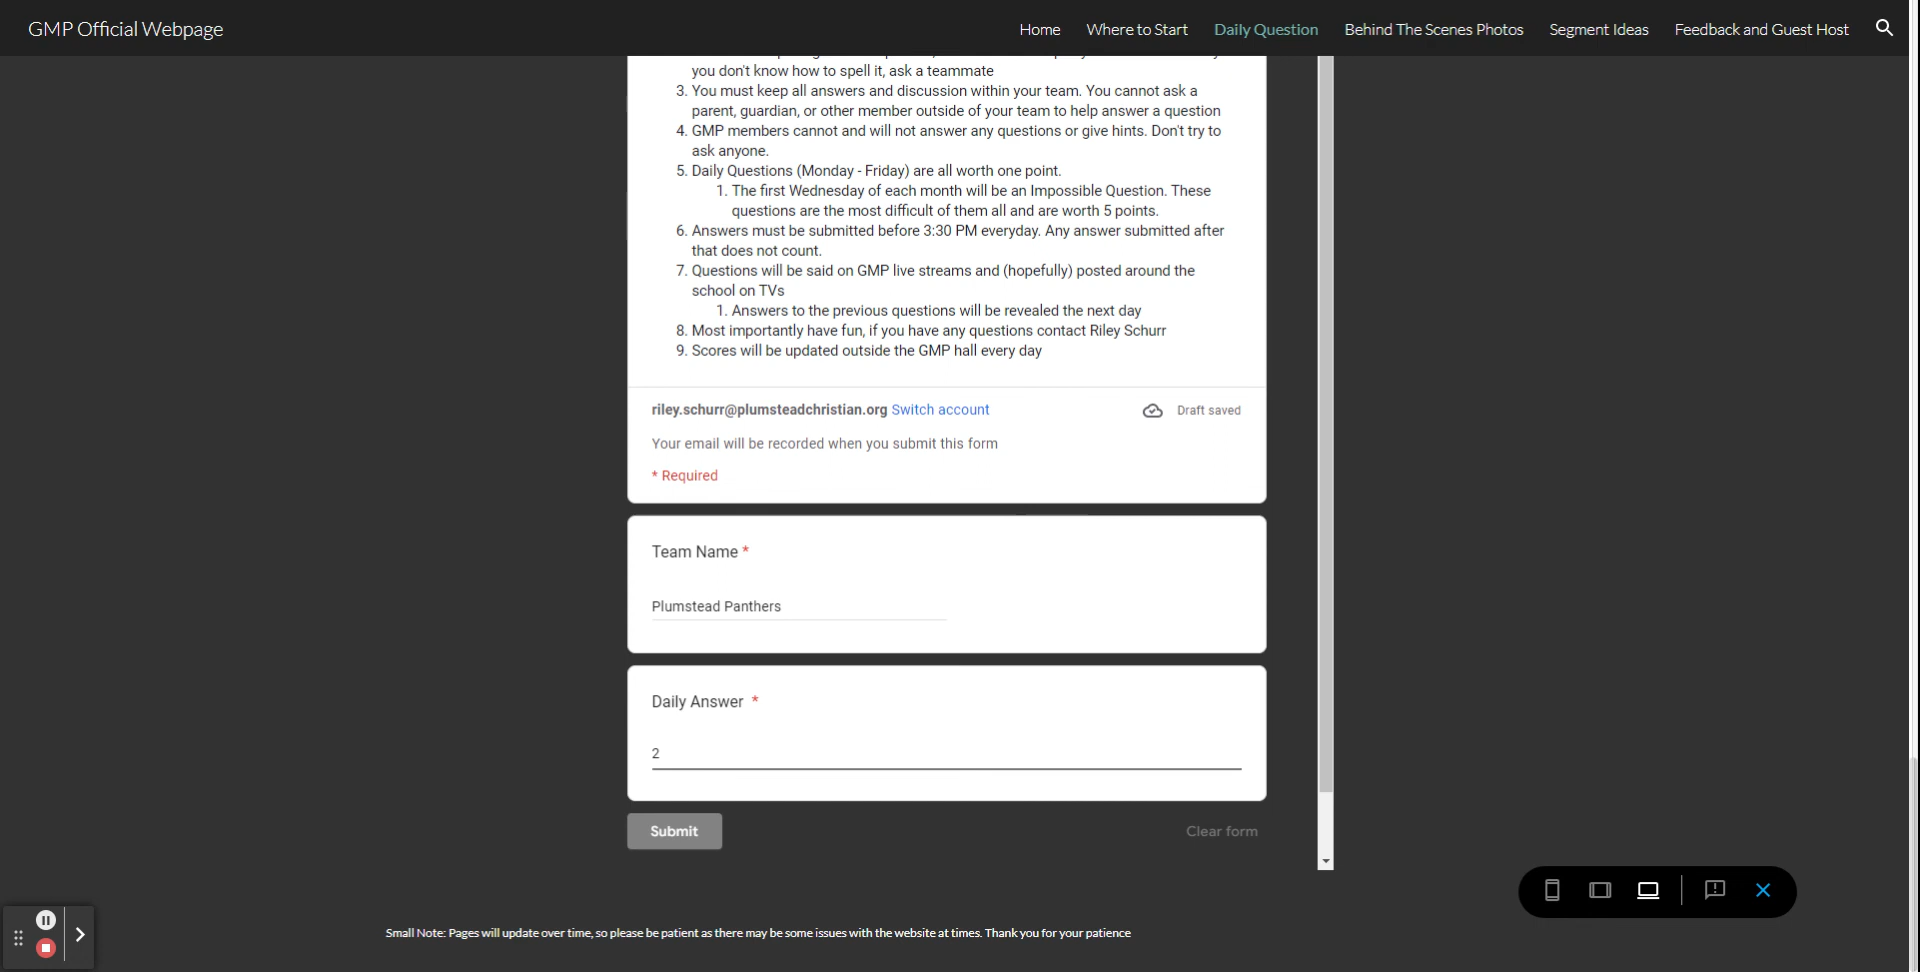 GMP Official Webpage
Home Where to Start Daily Question Behind The Scenes Photos Segment Ideas Feedback and Guest Host
you don't know how to spell it, ask a teammate
3. You must keep all answers and discussion within your team. You cannot ask a
parent, guardian, or other member outside of your team to help answer a question
4. GMP members cannot and will not answer any questions or give hints. Don't try to
ask anyone.
5. Daily Questions (Monday - Friday) are all worth one point.
1. The first Wednesday of each month will be an Impossible Question. These
questions are the most difficult of them all and are worth 5 points.
6. Answers must be submitted before 3:30 PM everyday. Any answer submitted after
that does not count.
7. Questions will be said on GMP live streams and (hopefully) posted around the
school on TVs
1. Answers to the previous questions will be revealed the next day
8. Most importantly have fun, if you have any questions contact Riley Schurr
9. Scores will be updated outside the GMP hall every day
riley.schurr@plumsteadchristian.org Switch account
Draft saved
Your email will be recorded when you submit this form
* Required
Team Name *
Plumstead Panthers
Daily Answer *
2
Submit
Clear form
Small Note: Pages will update over time, so please be patient as there may be some issues with the website at times. Thank you for your patience